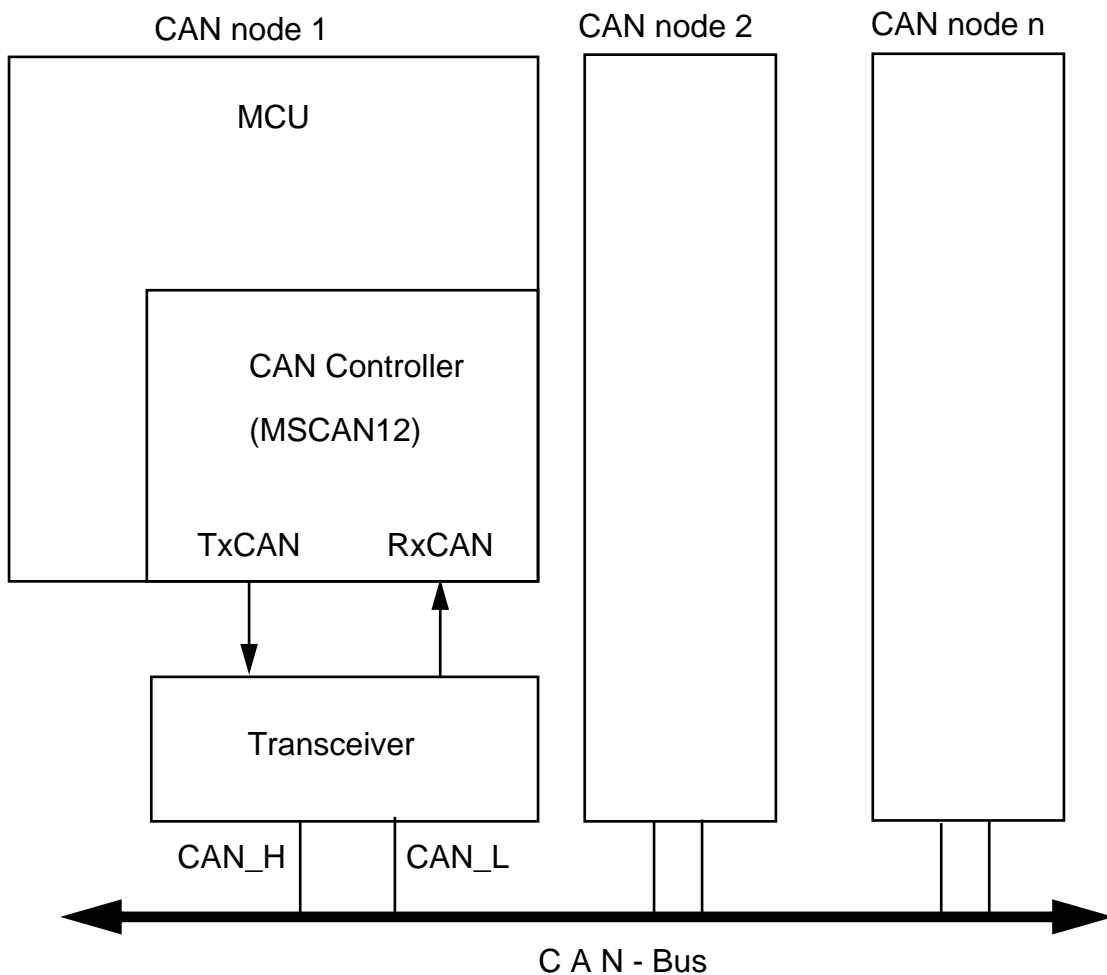 CAN node 1
CAN node 2
CAN node n
MCU
CAN Controller
(MSCAN12)
TxCAN
RxCAN
Transceiver
CAN_H
CAN_L
C A N - Bus